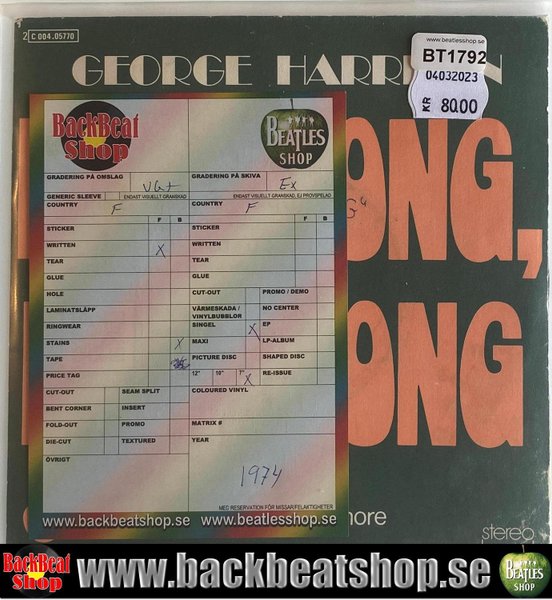 2 C 004.05770
GEORGE HARRISON
www.beatlesshop.se
BT1792
04032023
KR 80.00
ONG,
ONG
G"
BackBeat Shop
BEATLES SHOP
GRADERING PÅ OMSLAG VG+
GRADERING PÅ SKIVA Ex
GENERIC SLEEVE ENDAST VISUELLT GRANSKAD
ENDAST VISUELLT GRANSKAD, EJ PROVSPELAD
COUNTRY F
COUNTRY F
F B
F B
STICKER
STICKER
WRITTEN X
WRITTEN
TEAR
TEAR
GLUE
GLUE
HOLE
CUT-OUT PROMO / DEMO
LAMINATSLÄPP
VÄRMESKADA / VINYLBUBBLOR NO CENTER
RINGWEAR
SINGEL X EP
STAINS X
MAXI LP-ALBUM
TAPE
PICTURE DISC SHAPED DISC
PRICE TAG
12" 10" 7" X RE-ISSUE
CUT-OUT SEAM SPLIT
COLOURED VINYL
BENT CORNER INSERT
FOLD-OUT PROMO
MATRIX #
DIE-CUT TEXTURED
YEAR
ÖVRIGT
1974
MED RESERVATION FÖR MISSAR/FELAKTIGHETER
www.backbeatshop.se www.beatlesshop.se
more
stereo
BackBeat Shop
www.backbeatshop.se
BEATLES SHOP